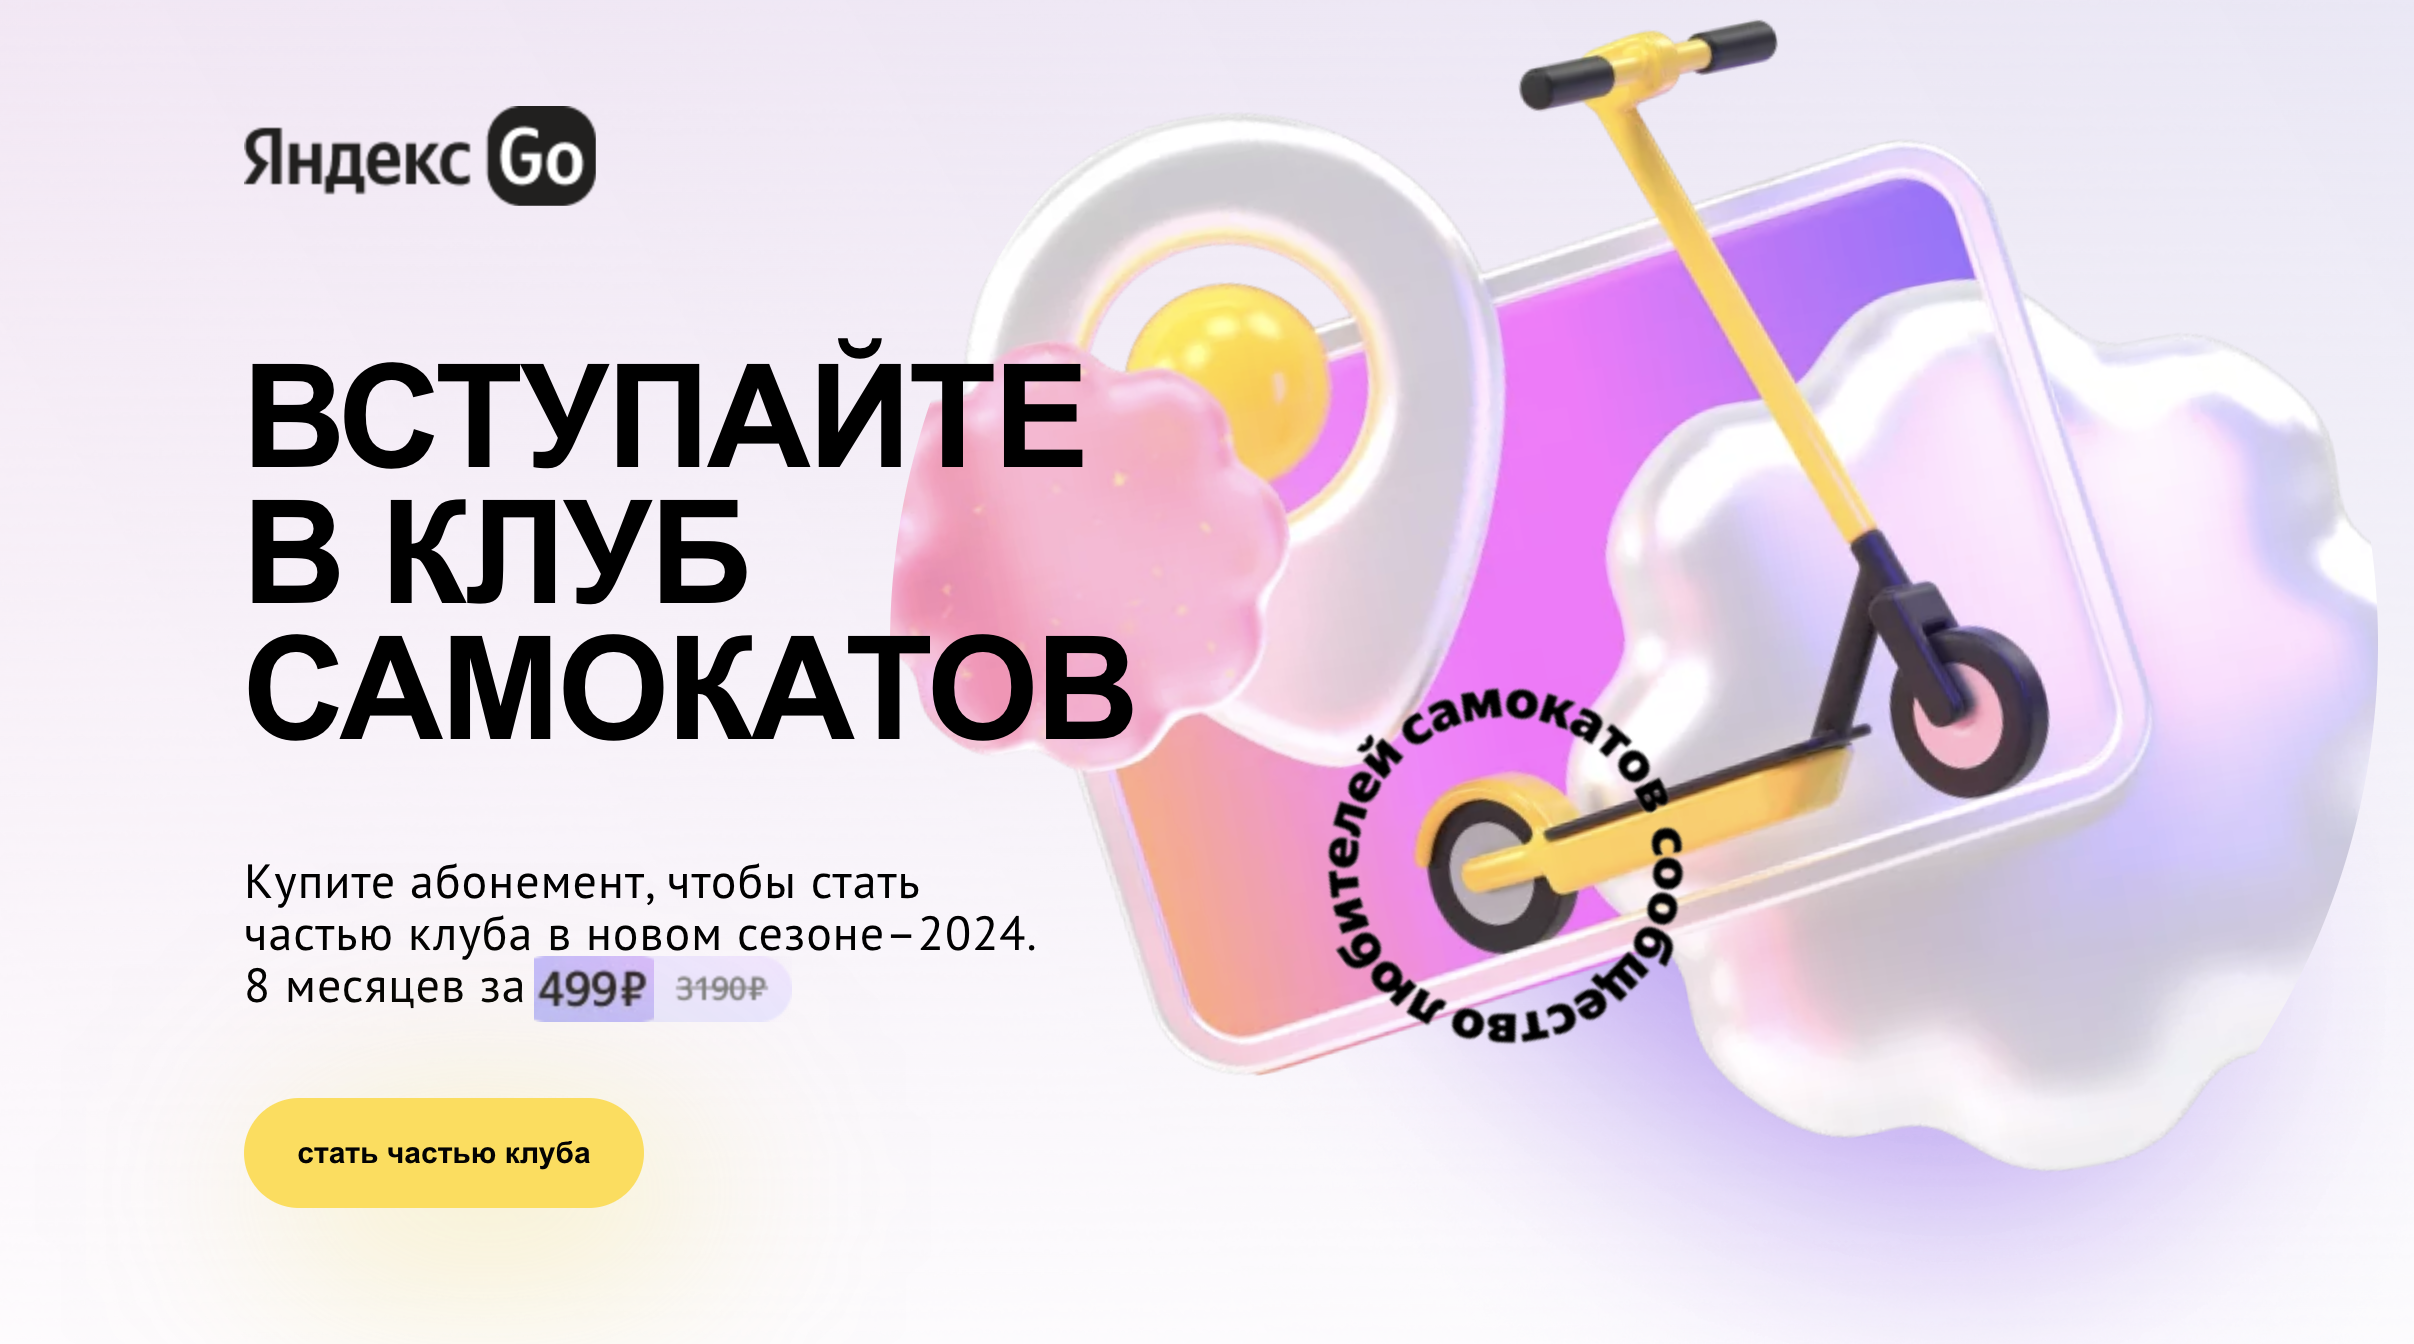 Яндекс Go
ВСТУПАЙТЕ
В КЛУБ
САМОКАТОВ
Купите абонемент, чтобы стать
частью клуба в новом сезоне–2024.
8 месяцев за 499₽ 3190₽
стать частью клуба
сообщество любителей самокатов